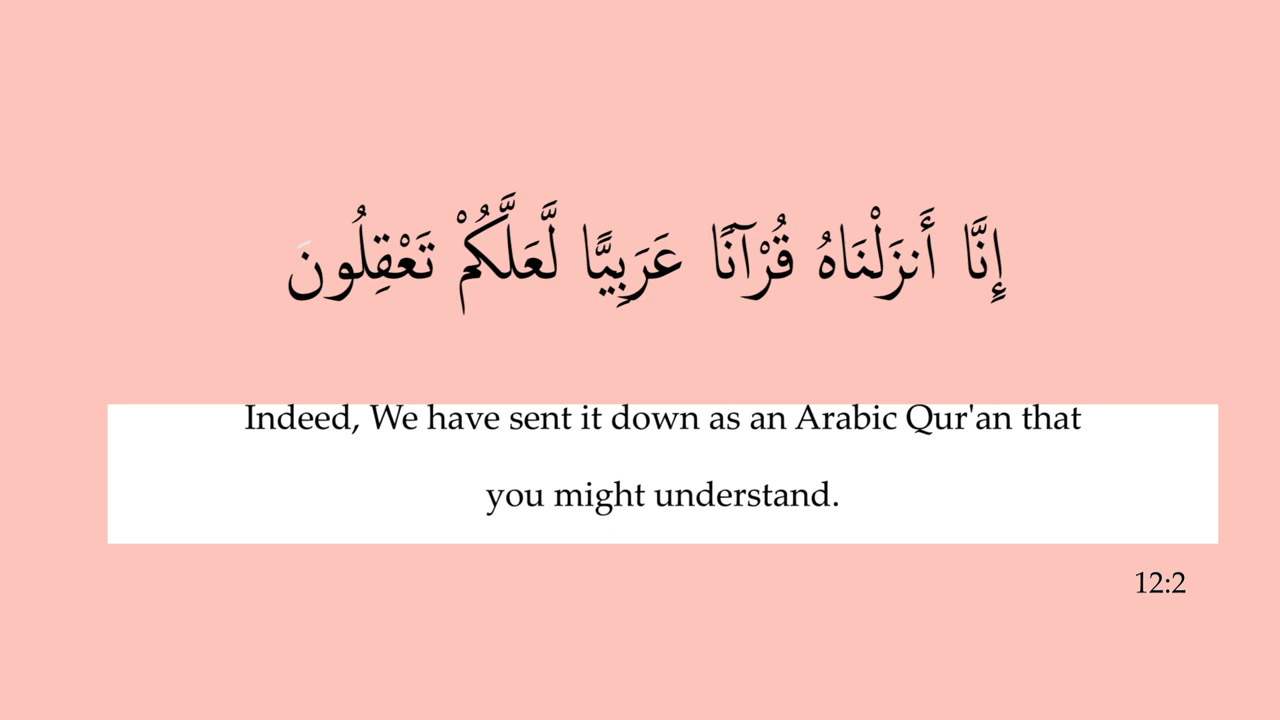 إِنَّا أَنزَلْنَاهُ قُرْآنًا عَرَبِيًّا لَّعَلَّكُمْ تَعْقِلُونَ
Indeed, We have sent it down as an Arabic Qur'an that
you might understand.
12:2